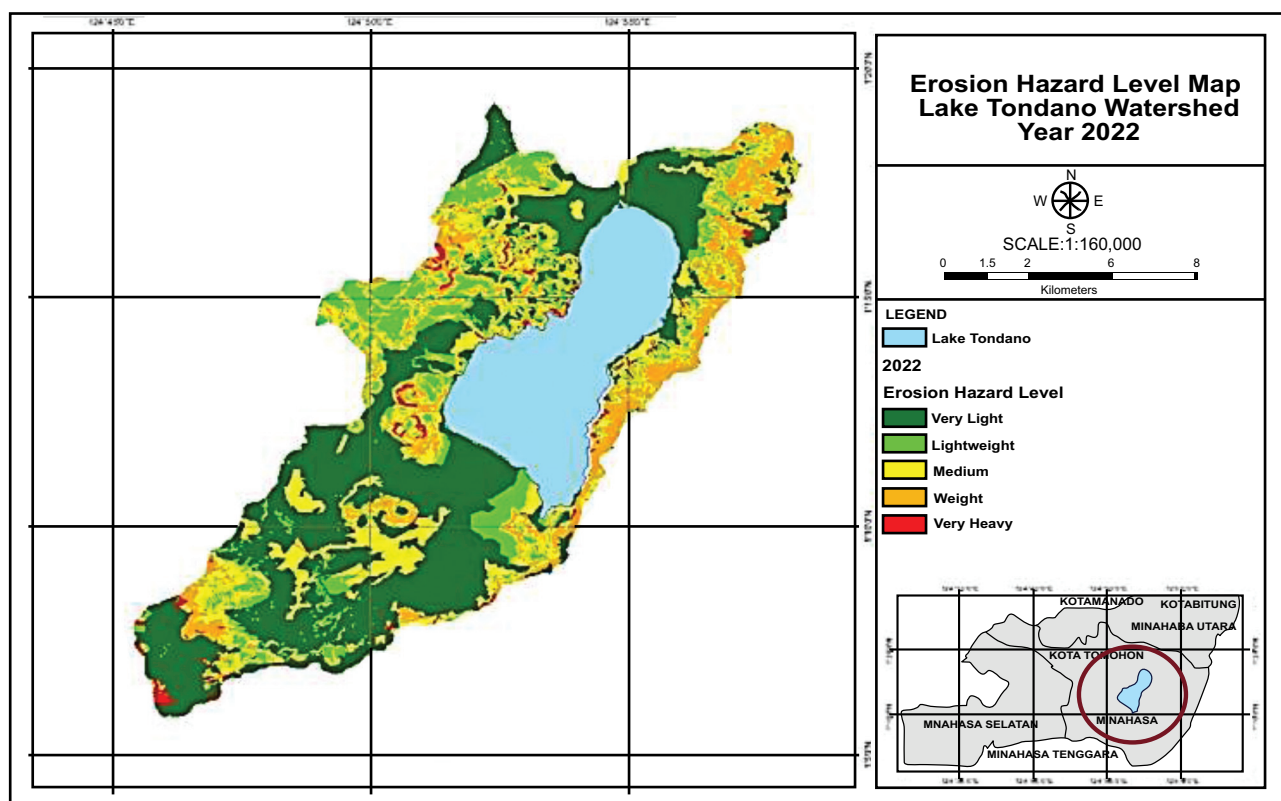 Erosion Hazard Level Map
Lake Tondano Watershed
Year 2022
N
W E
S
SCALE:1:160,000
0 1.5 2 6 8
Kilometers
LEGEND
Lake Tondano
2022
Erosion Hazard Level
Very Light
Lightweight
Medium
Weight
Very Heavy
KOTAMANADO KOTABITUNG
MINAHABA UTARA
KOTA TOMOHON
MNAHASA SELATAN MINAHASA
MINAHASA TENGGARA